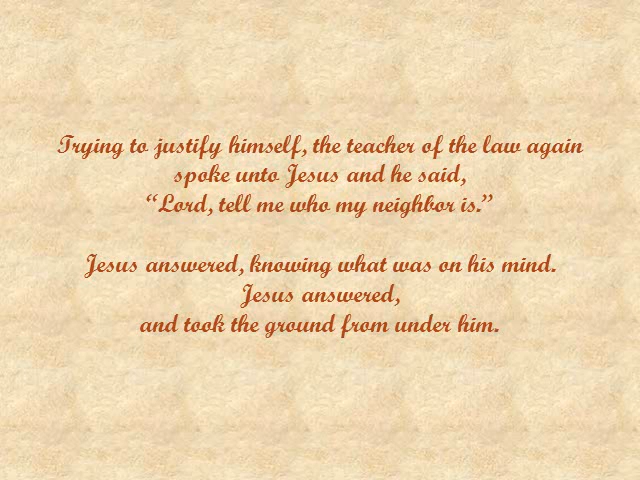 Trying to justify himself, the teacher of the law again
spoke unto Jesus and he said,
“Lord, tell me who my neighbor is.”
Jesus answered, knowing what was on his mind.
Jesus answered,
and took the ground from under him.